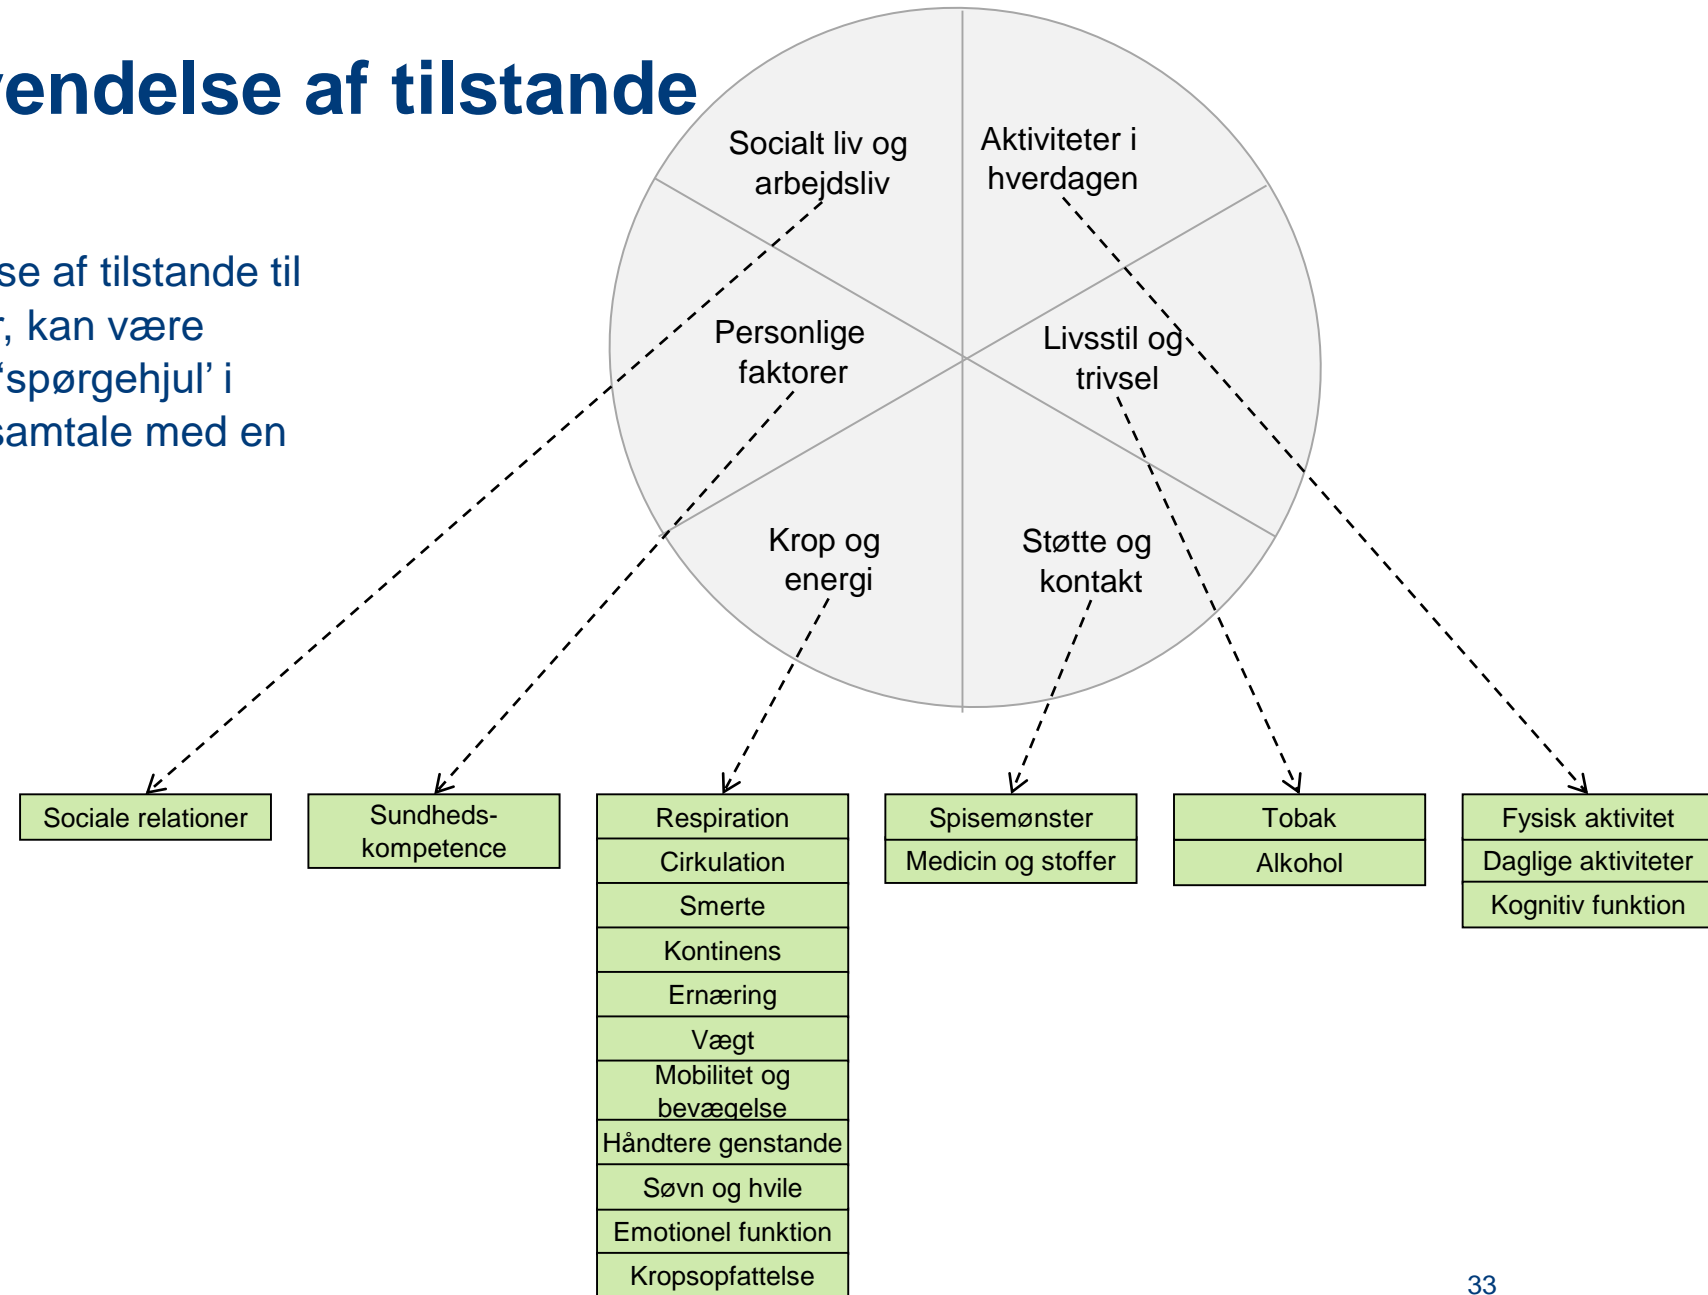 vendelse af tilstande
se af tilstande til
r, kan være
‘spørgehjul’ i
samtale med en
Socialt liv og
arbejdsliv
Aktiviteter i
hverdagen
Personlige
faktorer
Livsstil og
trivsel
Krop og
energi
Støtte og
kontakt
Sociale relationer
Sundheds-
kompetence
Respiration
Cirkulation
Smerte
Kontinens
Ernæring
Vægt
Mobilitet og
bevægelse
Håndtere genstande
Søvn og hvile
Emotionel funktion
Kropsopfattelse
Spisemønster
Medicin og stoffer
Tobak
Alkohol
Fysisk aktivitet
Daglige aktiviteter
Kognitiv funktion
33